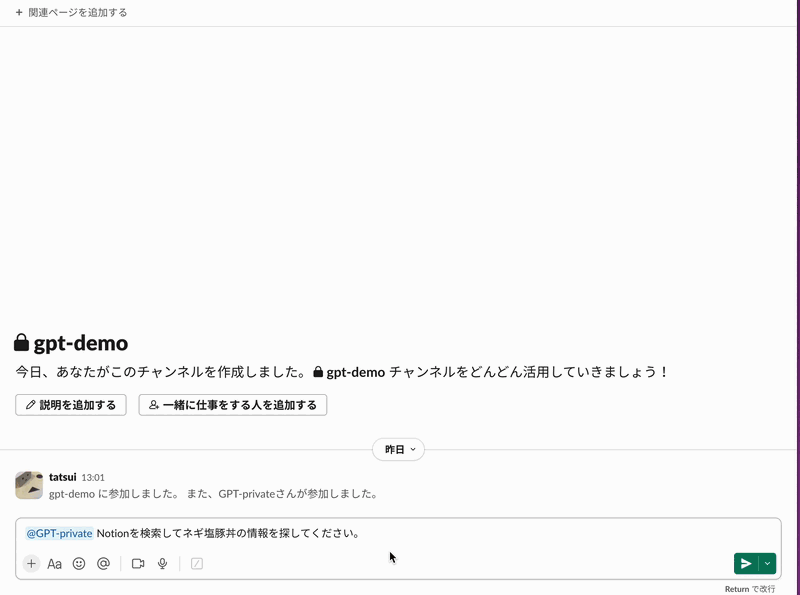 + 関連ページを追加する
gpt-demo
今日、あなたがこのチャンネルを作成しました。 gpt-demo チャンネルをどんどん活用していきましょう！
説明を追加する 一緒に仕事をする人を追加する
昨日
tatsui 13:01
gpt-demo に参加しました。 また、GPT-privateさんが参加しました。
@GPT-private Notionを検索してネギ塩豚丼の情報を探してください。
+ Aa @
Return で改行